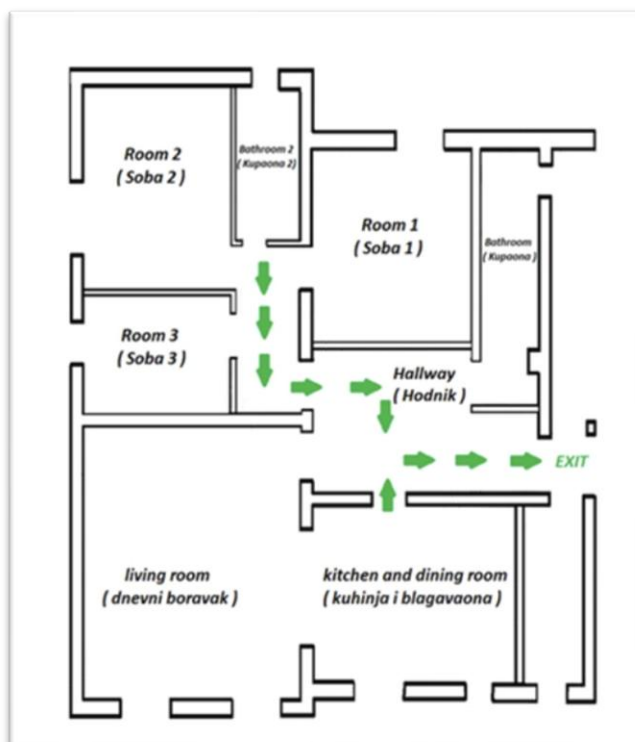 Room 2
( Soba 2 )
Bathroom 2
( Kupaona 2)
Room 1
( Soba 1 )
Bathroom
( Kupaona )
Room 3
( Soba 3 )
Hallway
( Hodnik )
EXIT
living room
( dnevni boravak )
kitchen and dining room
( kuhinja i blagavaona )